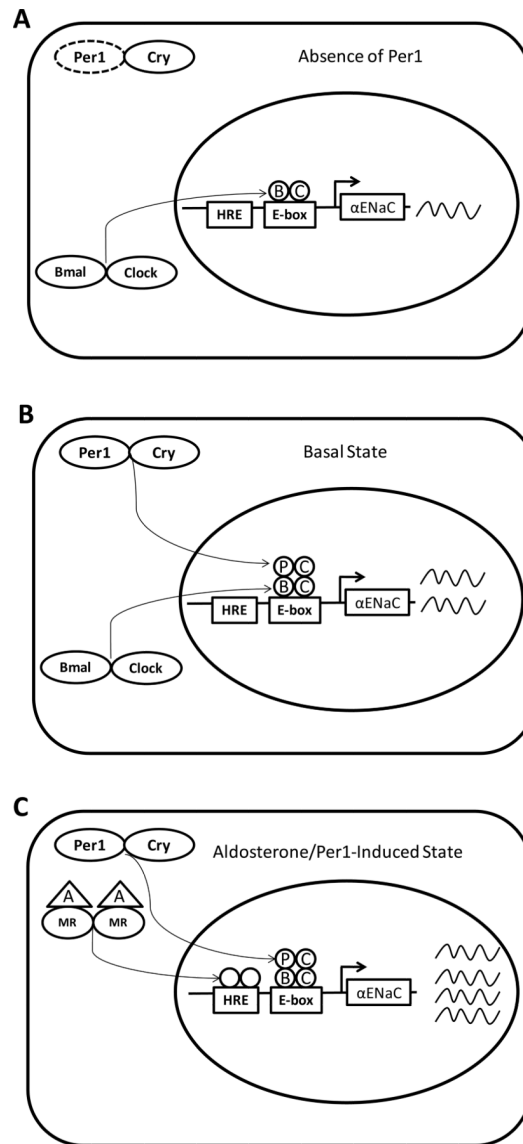 A
Per1 Cry Absence of Per1
B C
HRE E-box αENaC
Bmal Clock
B
Per1 Cry Basal State
P C
B C
HRE E-box αENaC
Bmal Clock
C
Per1 Cry Aldosterone/Per1-Induced State
A A
MR MR
P C
B C
HRE E-box αENaC